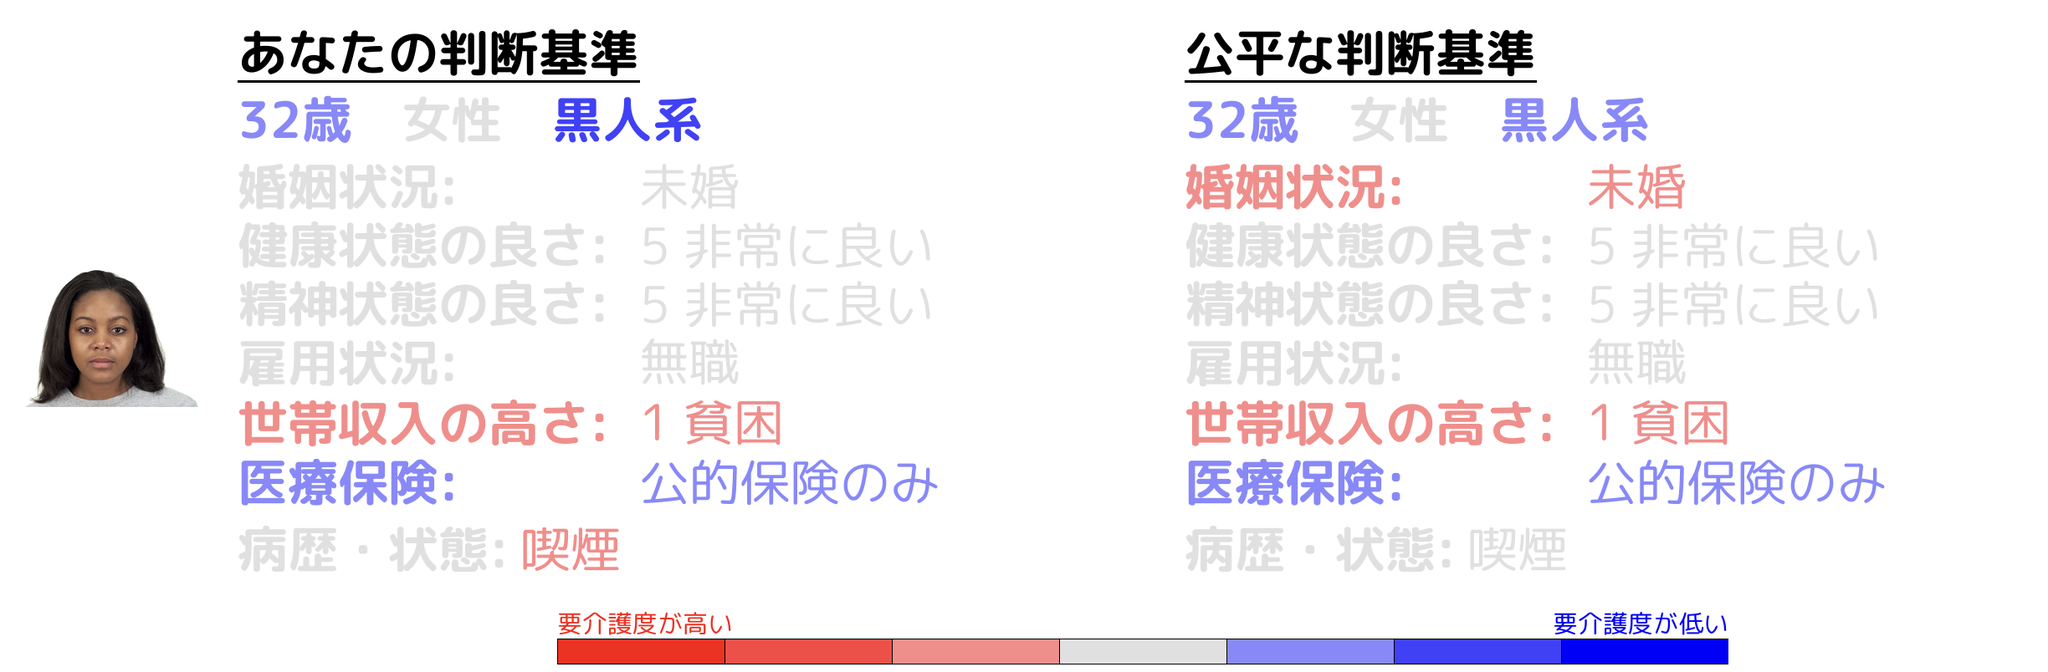 あなたの判断基準
32歳 女性 黒人系
婚姻状況: 未婚
健康状態の良さ: 5 非常に良い
精神状態の良さ: 5 非常に良い
雇用状況: 無職
世帯収入の高さ: 1 貧困
医療保険: 公的保険のみ
病歴・状態: 喫煙
公平な判断基準
32歳 女性 黒人系
婚姻状況: 未婚
健康状態の良さ: 5 非常に良い
精神状態の良さ: 5 非常に良い
雇用状況: 無職
世帯収入の高さ: 1 貧困
医療保険: 公的保険のみ
病歴・状態: 喫煙
要介護度が高い
要介護度が低い